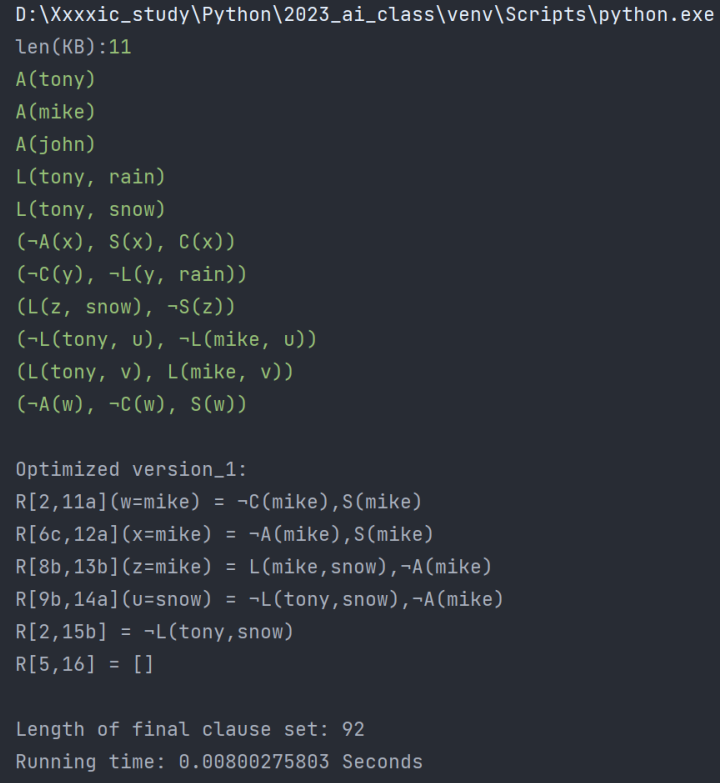 D:\Xxxxic_study\Python\2023_ai_class\venv\Scripts\python.exe
len(KB):11
A(tony)
A(mike)
A(john)
L(tony, rain)
L(tony, snow)
(¬A(x), S(x), C(x))
(¬C(y), ¬L(y, rain))
(L(z, snow), ¬S(z))
(¬L(tony, u), ¬L(mike, u))
(L(tony, v), L(mike, v))
(¬A(w), ¬C(w), S(w))
Optimized version_1:
R[2,11a](w=mike) = ¬C(mike),S(mike)
R[6c,12a](x=mike) = ¬A(mike),S(mike)
R[8b,13b](z=mike) = L(mike,snow),¬A(mike)
R[9b,14a](u=snow) = ¬L(tony,snow),¬A(mike)
R[2,15b] = ¬L(tony,snow)
R[5,16] = []
Length of final clause set: 92
Running time: 0.00800275803 Seconds